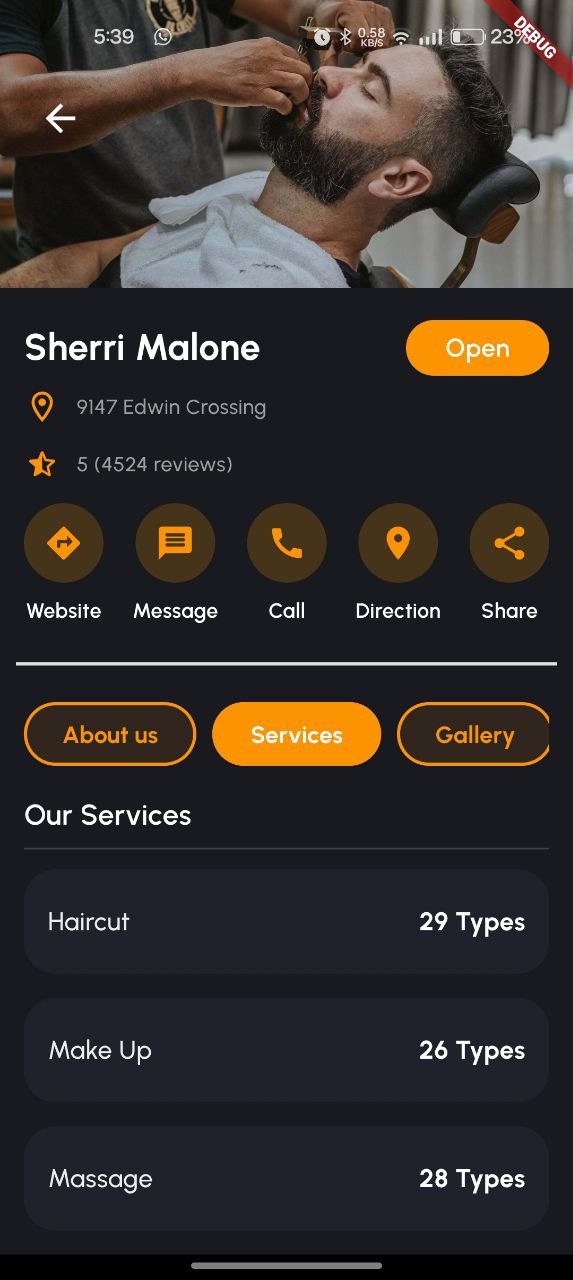 5:39
0.58
KB/S
23%
DEBUG
Sherri Malone
Open
9147 Edwin Crossing
5 (4524 reviews)
Website Message Call Direction Share
About us Services Gallery
Our Services
Haircut 29 Types
Make Up 26 Types
Massage 28 Types